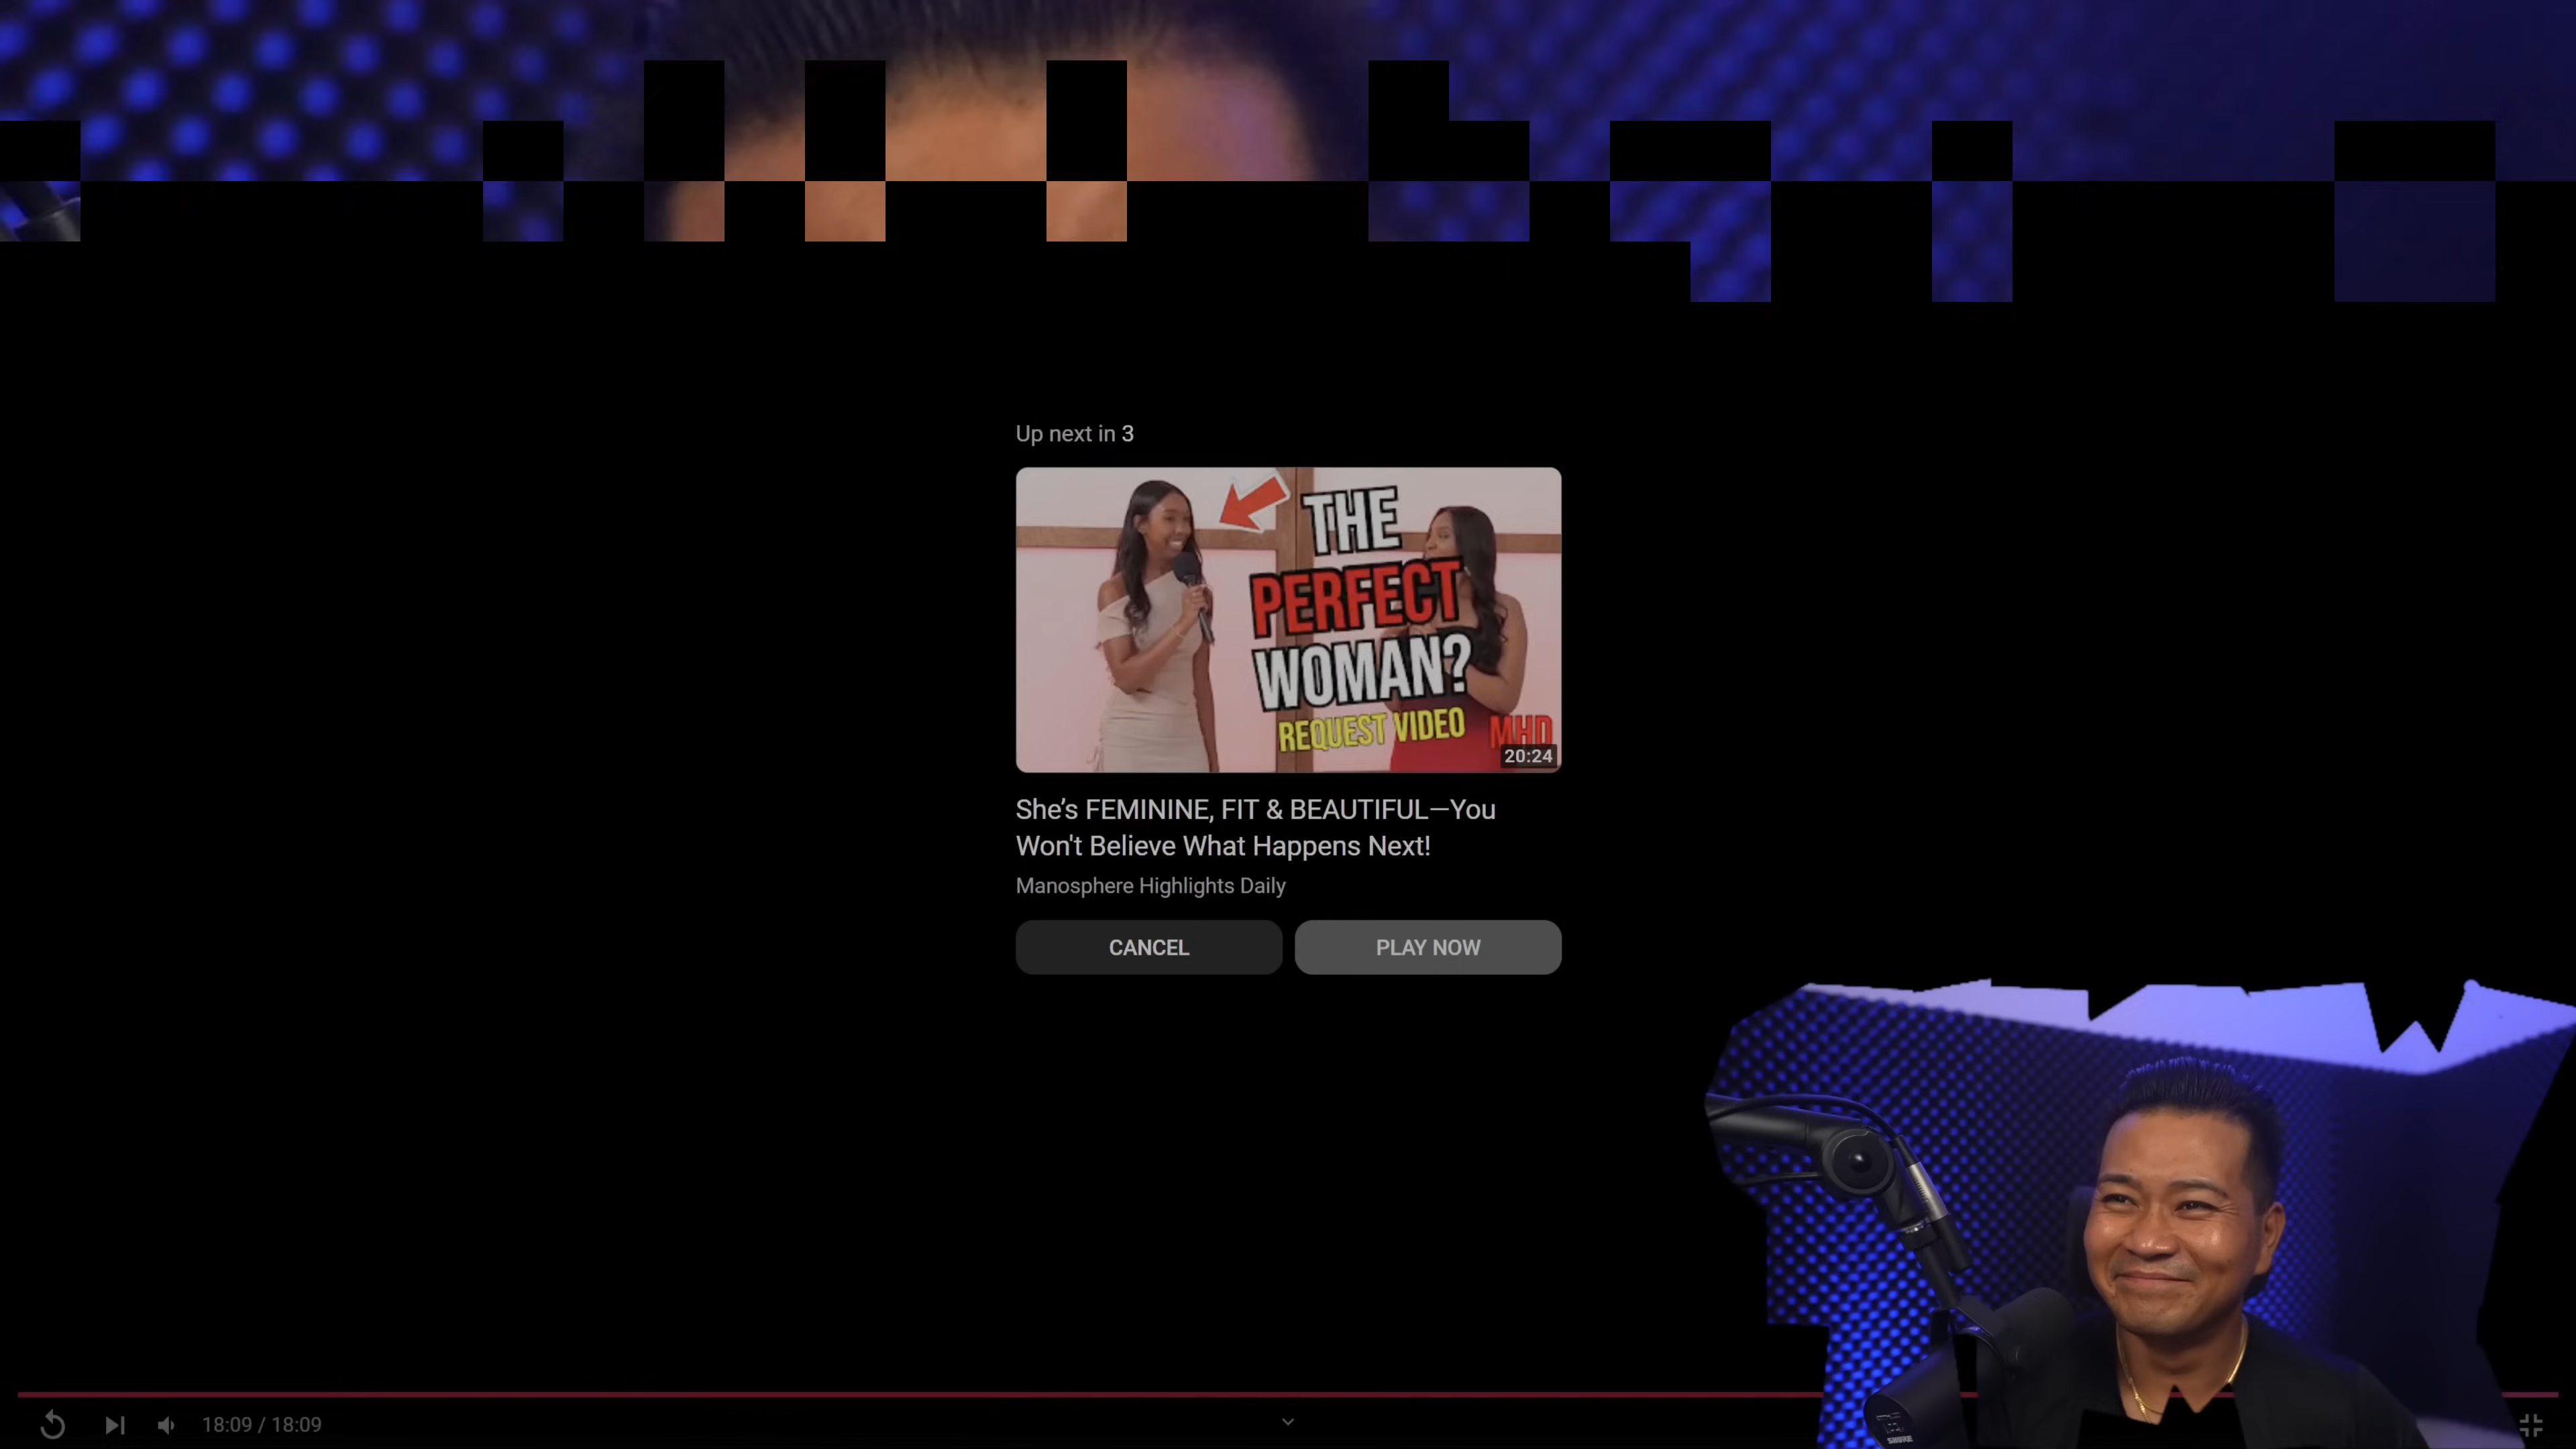 Up next in 3
THE
PERFECT
WOMAN?
REQUEST VIDEO
MHD
20:24
She's FEMININE, FIT & BEAUTIFUL—You
Won't Believe What Happens Next!
Manosphere Highlights Daily
CANCEL
PLAY NOW
SHURE
18:09 / 18:09